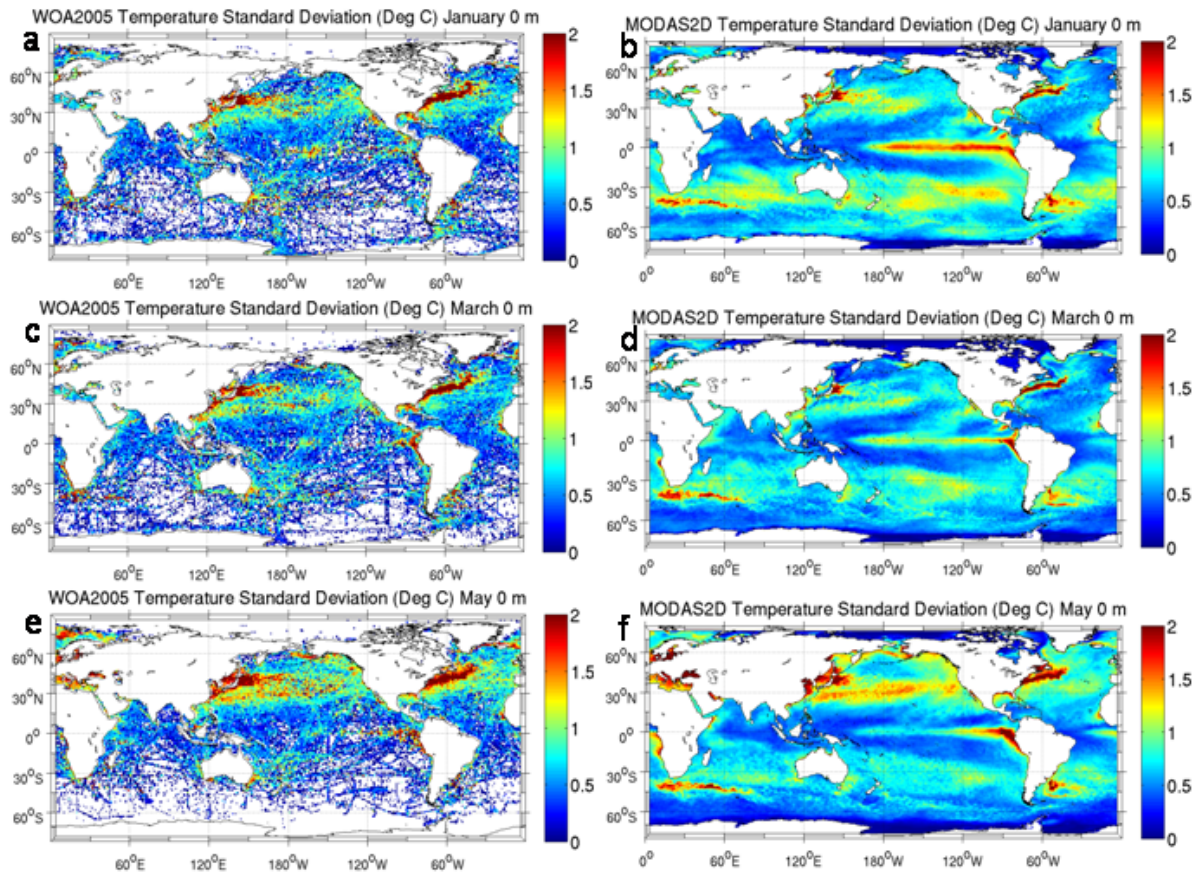 WOA2005 Temperature Standard Deviation (Deg C) January 0 m
a
60°N
30°N
0°
30°S
60°S
60°E 120°E 180°W 120°W 60°W
2
1.5
1
0.5
0
MODAS2D Temperature Standard Deviation (Deg C) January 0 m
b
60°N
30°N
0°
30°S
60°S
0° 60°E 120°E 180°W 120°W 60°W
2
1.5
1
0.5
0
WOA2005 Temperature Standard Deviation (Deg C) March 0 m
c
60°N
30°N
0°
30°S
60°S
60°E 120°E 180°W 120°W 60°W
2
1.5
1
0.5
0
MODAS2D Temperature Standard Deviation (Deg C) March 0 m
d
60°N
30°N
0°
30°S
60°S
0° 60°E 120°E 180°W 120°W 60°W
2
1.5
1
0.5
0
WOA2005 Temperature Standard Deviation (Deg C) May 0 m
e
60°N
30°N
0°
30°S
60°S
60°E 120°E 180°W 120°W 60°W
2
1.5
1
0.5
0
MODAS2D Temperature Standard Deviation (Deg C) May 0 m
f
60°N
30°N
0°
30°S
60°S
0° 60°E 120°E 180°W 120°W 60°W
2
1.5
1
0.5
0